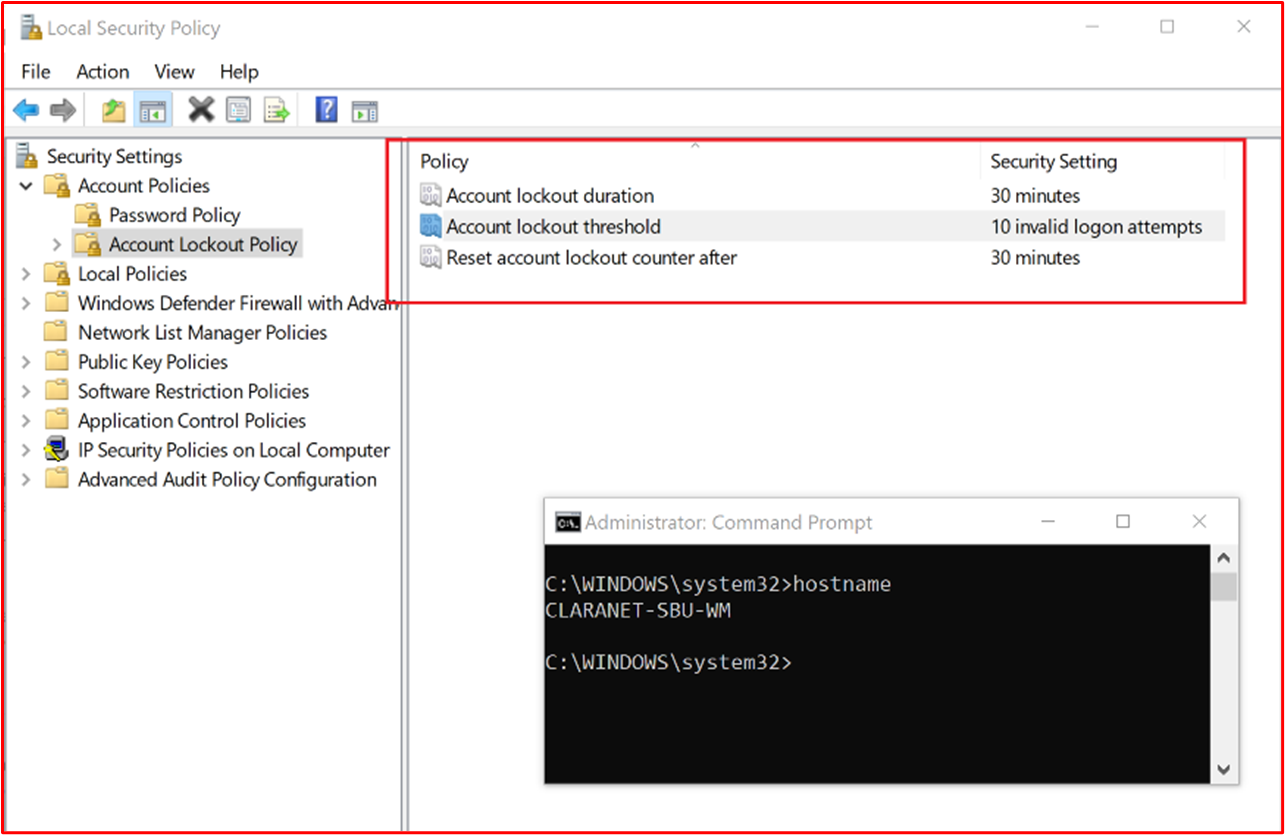 Local Security Policy
File Action View Help
Security Settings
Account Policies
Password Policy
Account Lockout Policy
Local Policies
Windows Defender Firewall with Advan
Network List Manager Policies
Public Key Policies
Software Restriction Policies
Application Control Policies
IP Security Policies on Local Computer
Advanced Audit Policy Configuration
Policy Security Setting
Account lockout duration 30 minutes
Account lockout threshold 10 invalid logon attempts
Reset account lockout counter after 30 minutes
Administrator: Command Prompt
C:\WINDOWS\system32>hostname
CLARANET-SBU-WM
C:\WINDOWS\system32>